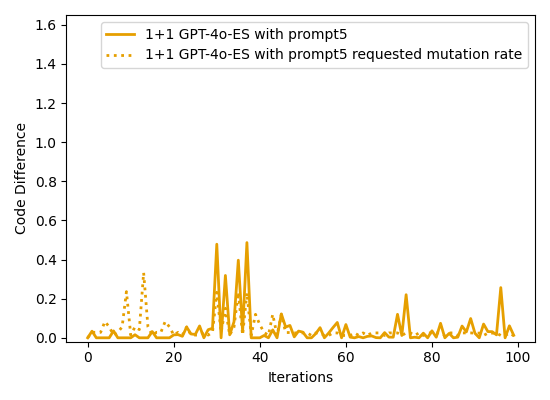 1+1 GPT-4o-ES with prompt5
1+1 GPT-4o-ES with prompt5 requested mutation rate
1.6
1.4
1.2
1.0
0.8
0.6
0.4
0.2
0.0
Code Difference
0 20 40 60 80 100
Iterations